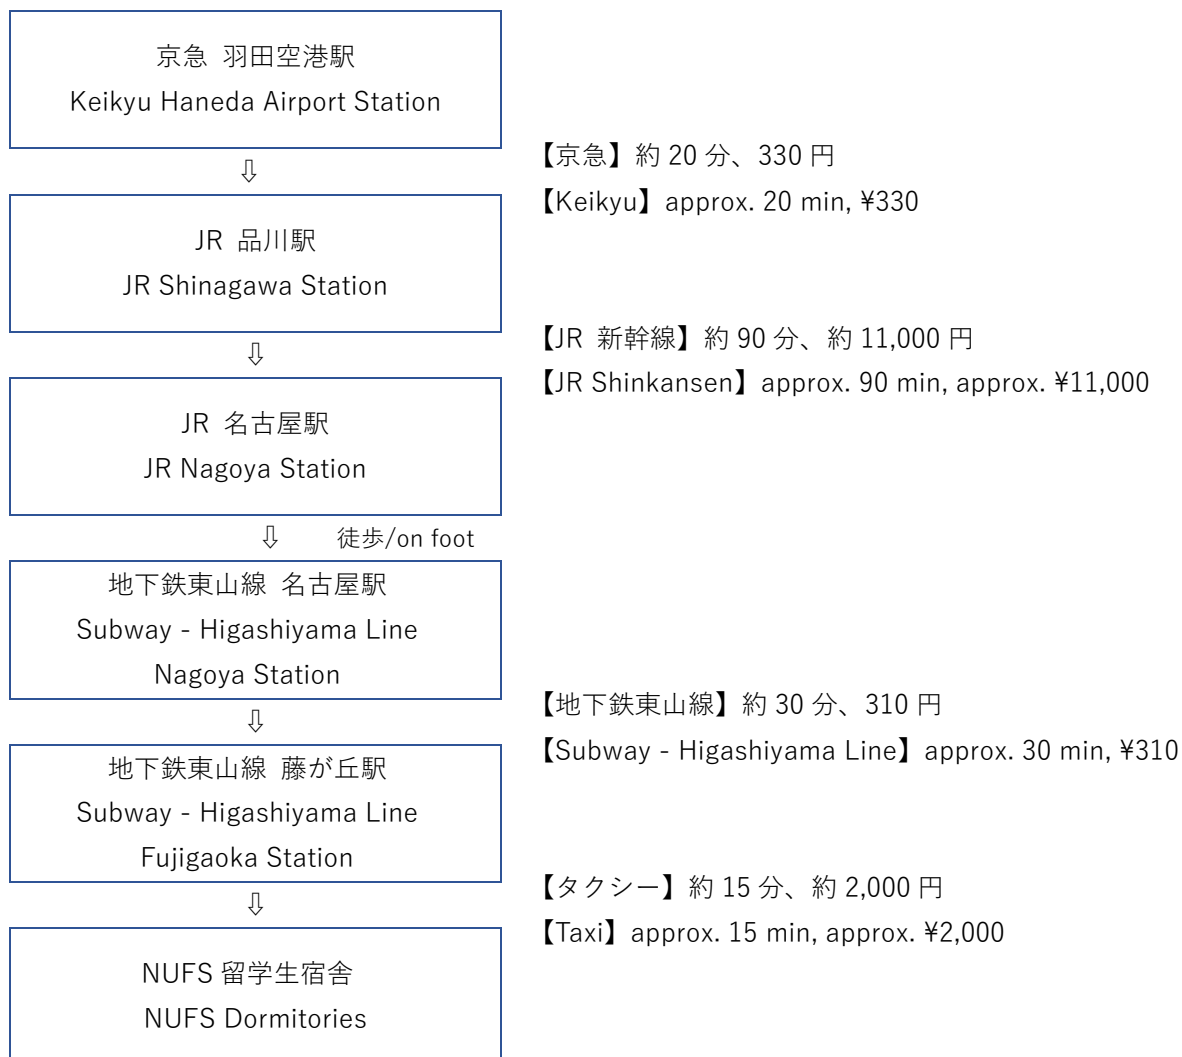 京急 羽田空港駅
Keikyu Haneda Airport Station
⇩
【京急】約 20 分、330 円
【Keikyu】approx. 20 min, ¥330
JR 品川駅
JR Shinagawa Station
⇩
【JR 新幹線】約 90 分、約 11,000 円
【JR Shinkansen】approx. 90 min, approx. ¥11,000
JR 名古屋駅
JR Nagoya Station
⇩ 徒歩/on foot
地下鉄東山線 名古屋駅
Subway - Higashiyama Line
Nagoya Station
⇩
【地下鉄東山線】約 30 分、310 円
【Subway - Higashiyama Line】approx. 30 min, ¥310
地下鉄東山線 藤が丘駅
Subway - Higashiyama Line
Fujigaoka Station
⇩
【タクシー】約 15 分、約 2,000 円
【Taxi】approx. 15 min, approx. ¥2,000
NUFS 留学生宿舎
NUFS Dormitories